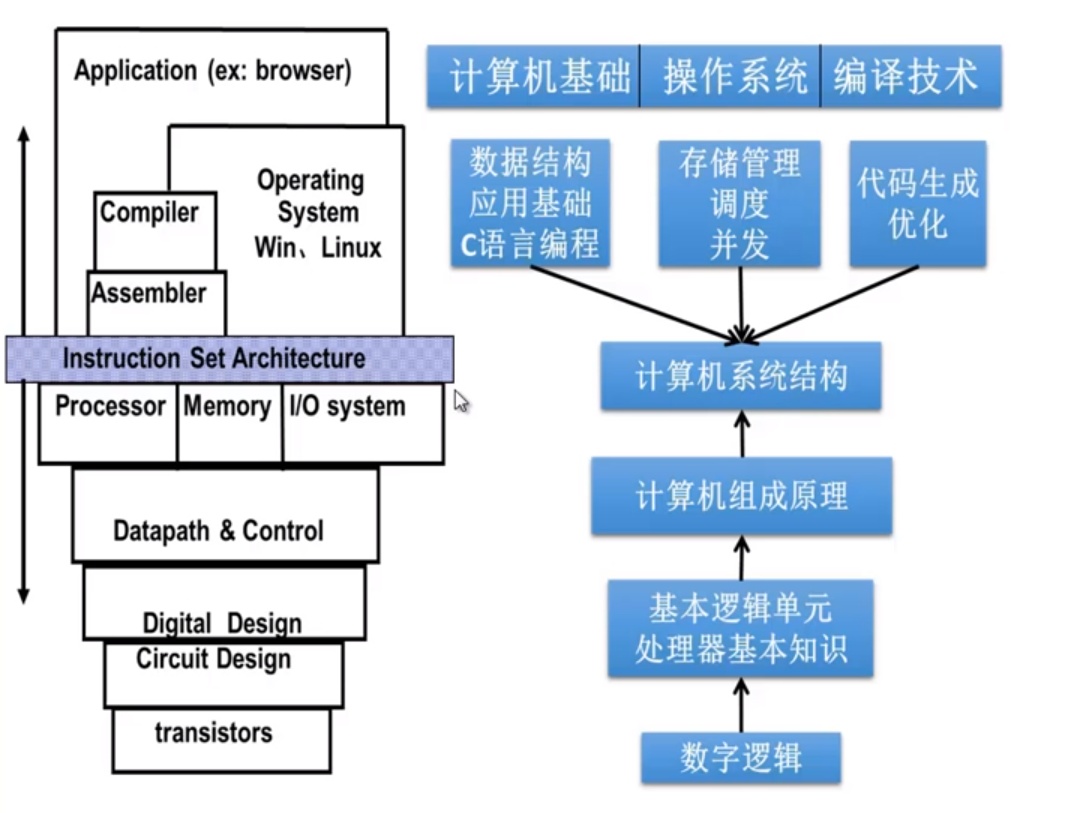 Application (ex: browser)
Operating
System
Win、Linux
Compiler
Assembler
Instruction Set Architecture
Processor
Memory
I/O system
Datapath & Control
Digital Design
Circuit Design
transistors
计算机基础
操作系统
编译技术
数据结构
应用基础
C语言编程
存储管理
调度
并发
代码生成
优化
计算机系统结构
计算机组成原理
基本逻辑单元
处理器基本知识
数字逻辑